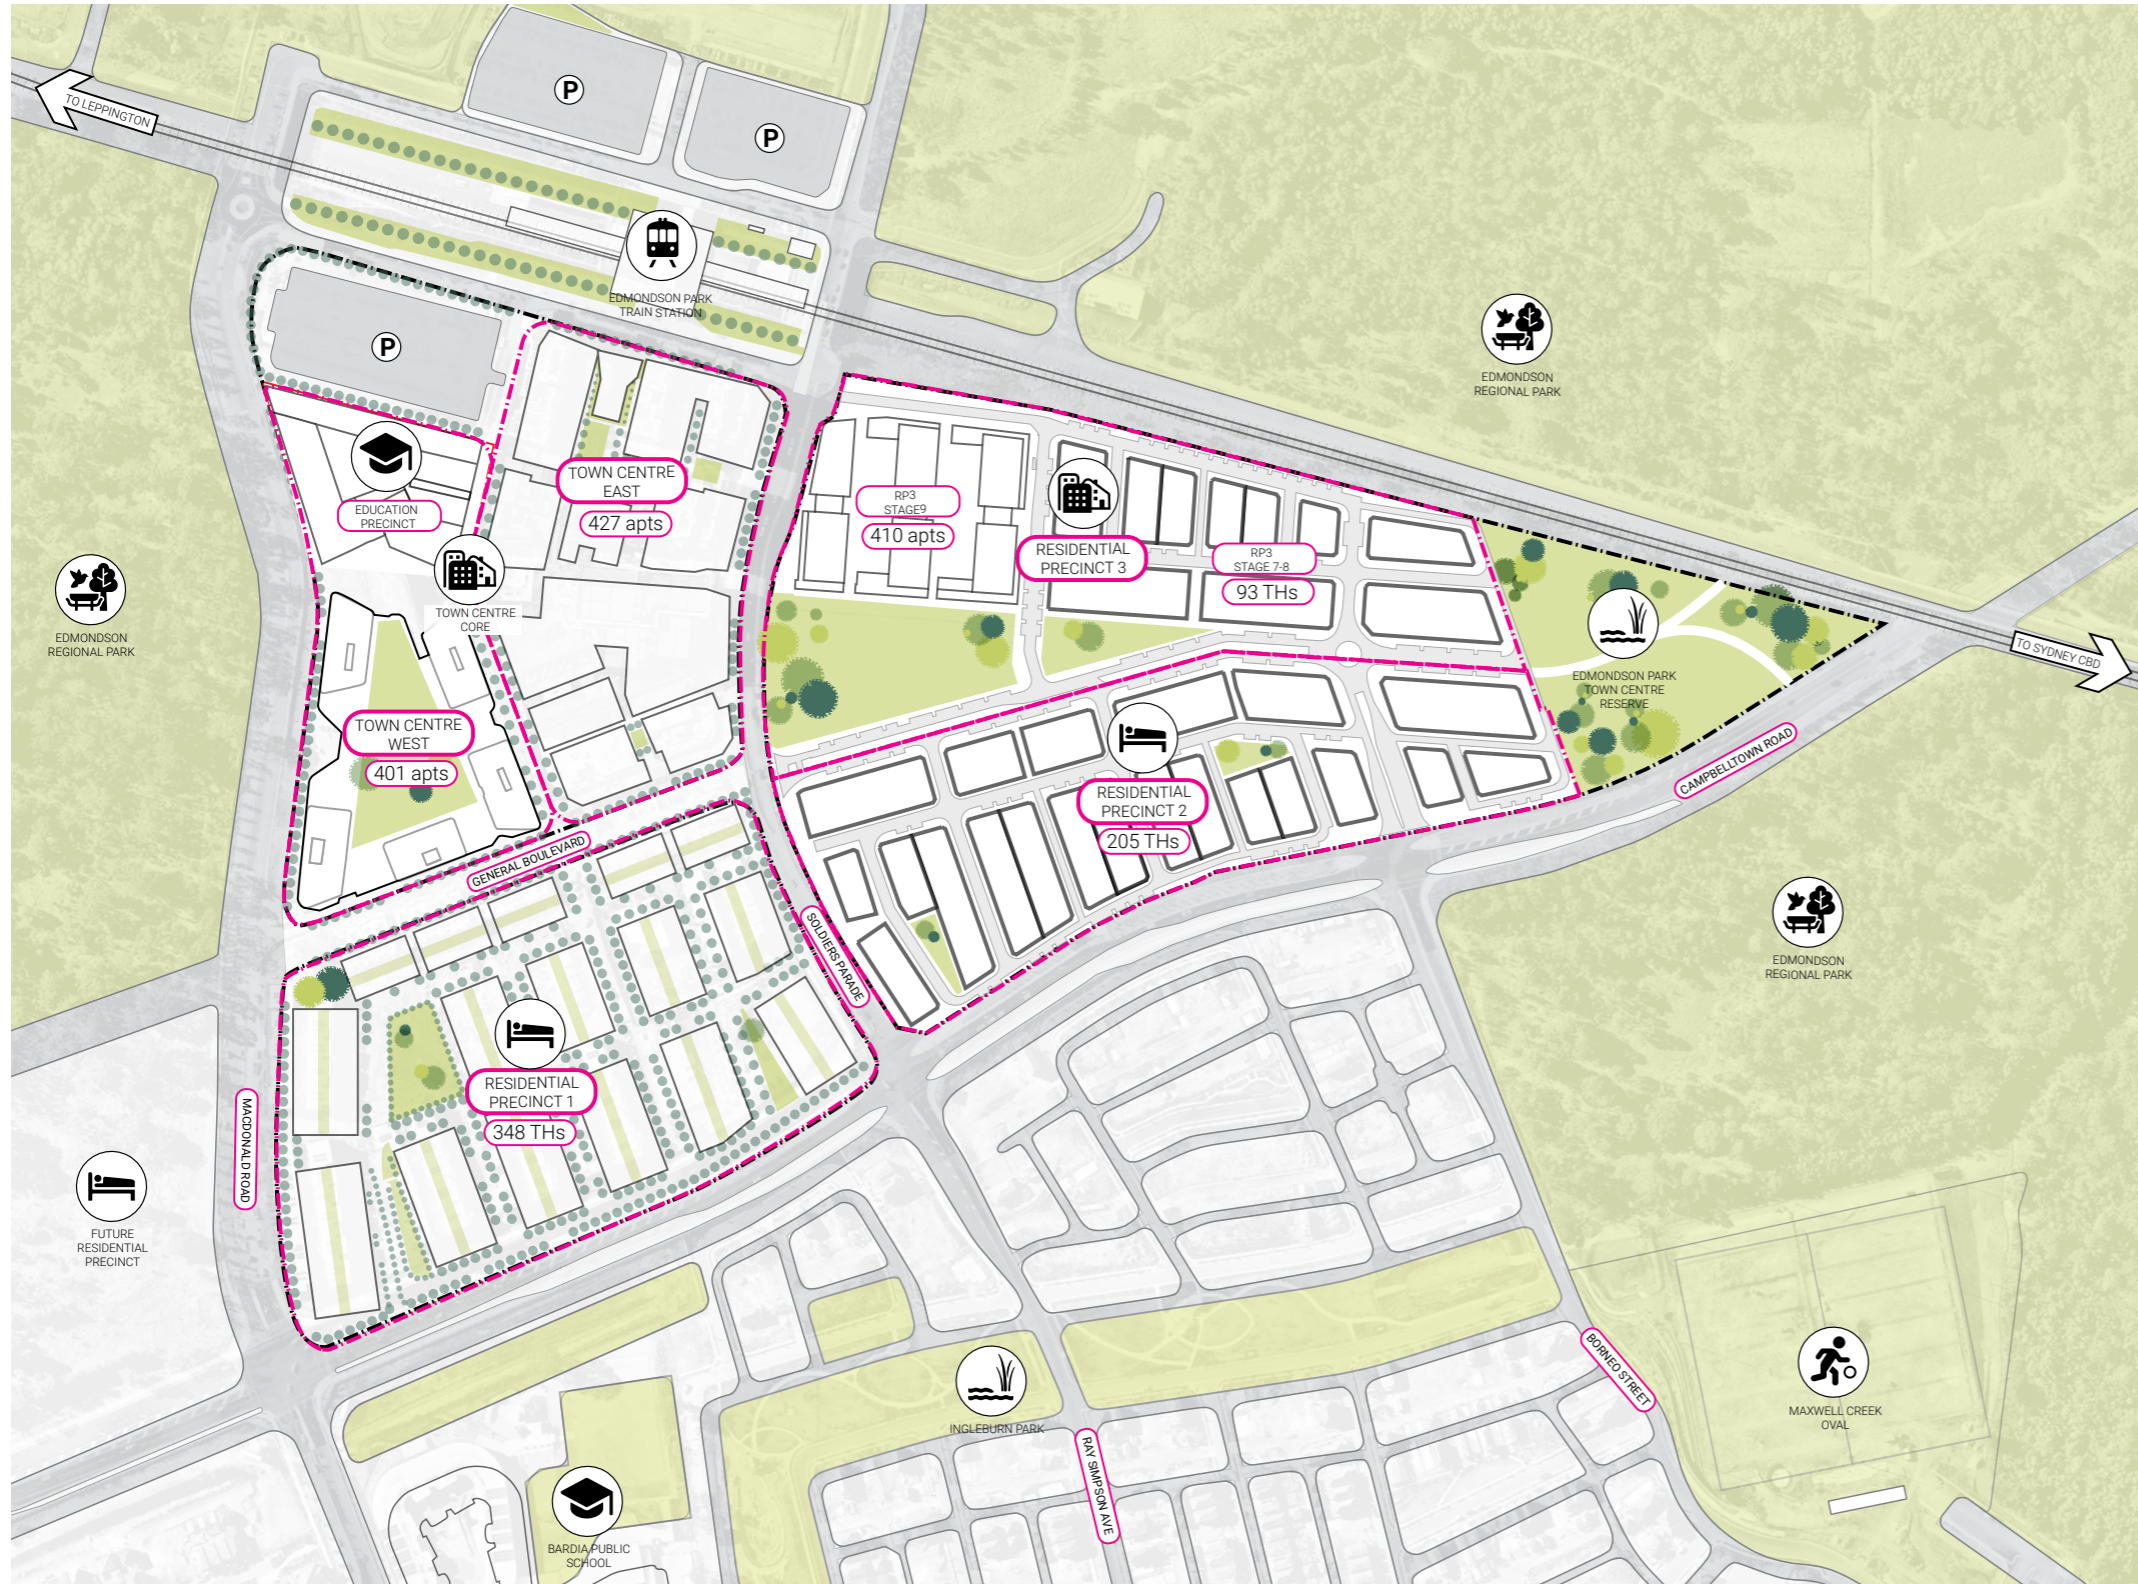 P
P
TO LEPPINGTON
EDMONDSON PARK
TRAIN STATION
P
EDMONDSON
REGIONAL PARK
EDUCATION
PRECINCT
TOWN CENTRE
EAST
427 apts
RP3
STAGE9
410 apts
RESIDENTIAL
PRECINCT 3
RP3
STAGE 7-8
93 THs
TOWN CENTRE
CORE
EDMONDSON
REGIONAL PARK
TO SYDNEY CBD
EDMONDSON PARK
TOWN CENTRE
RESERVE
TOWN CENTRE
WEST
401 apts
CAMPBELLTOWN ROAD
RESIDENTIAL
PRECINCT 2
205 THs
GENERAL BOULEVARD
SOLDIERS PARADE
EDMONDSON
REGIONAL PARK
RESIDENTIAL
PRECINCT 1
348 THs
MACDONALD ROAD
FUTURE
RESIDENTIAL
PRECINCT
BORNEO STREET
MAXWELL CREEK
OVAL
INGLEBURN PARK
RAY SIMPSON AVE
BARDIA PUBLIC
SCHOOL